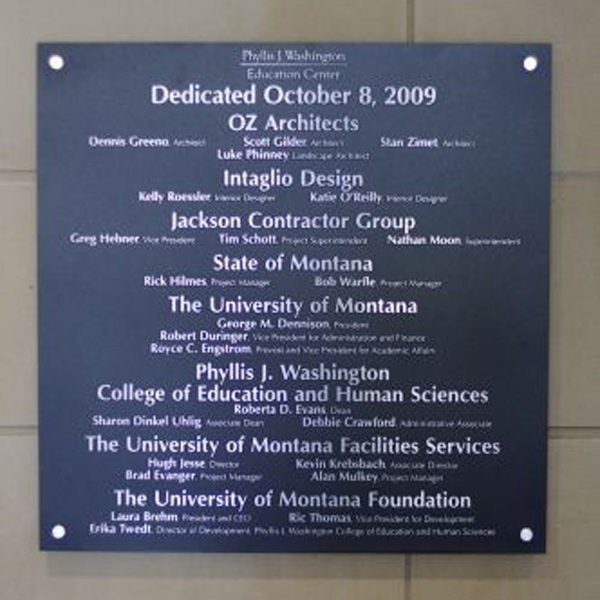 Phyllis J. Washington
Education Center
Dedicated October 8, 2009
OZ Architects
Dennis Greeno, Architect Scott Gilder, Architect Stan Zimet, Architect
Luke Phinney Landscape Architect
Intaglio Design
Kelly Roessler, Interior Designer Katie O'Reilly, Interior Designer
Jackson Contractor Group
Greg Hehner, Vice President Tim Schott, Project Superintendent Nathan Moon, Superintendent
State of Montana
Rick Hilmes, Project Manager Bob Warfle, Project Manager
The University of Montana
George M. Dennison, President
Robert Duringer, Vice President for Administration and Finance
Royce C. Engstrom, Provost and Vice President for Academic Affairs
Phyllis J. Washington
College of Education and Human Sciences
Roberta D. Evans, Dean
Sharon Dinkel Uhlig, Associate Dean Debbie Crawford, Administrative Associate
The University of Montana Facilities Services
Hugh Jesse, Director Kevin Krebsbach, Associate Director
Brad Evanger, Project Manager Alan Mulkey, Project Manager
The University of Montana Foundation
Laura Brehm, President and CEO Ric Thomas, Vice President for Development
Erika Twedt, Director of Development, Phyllis J. Washington College of Education and Human Sciences